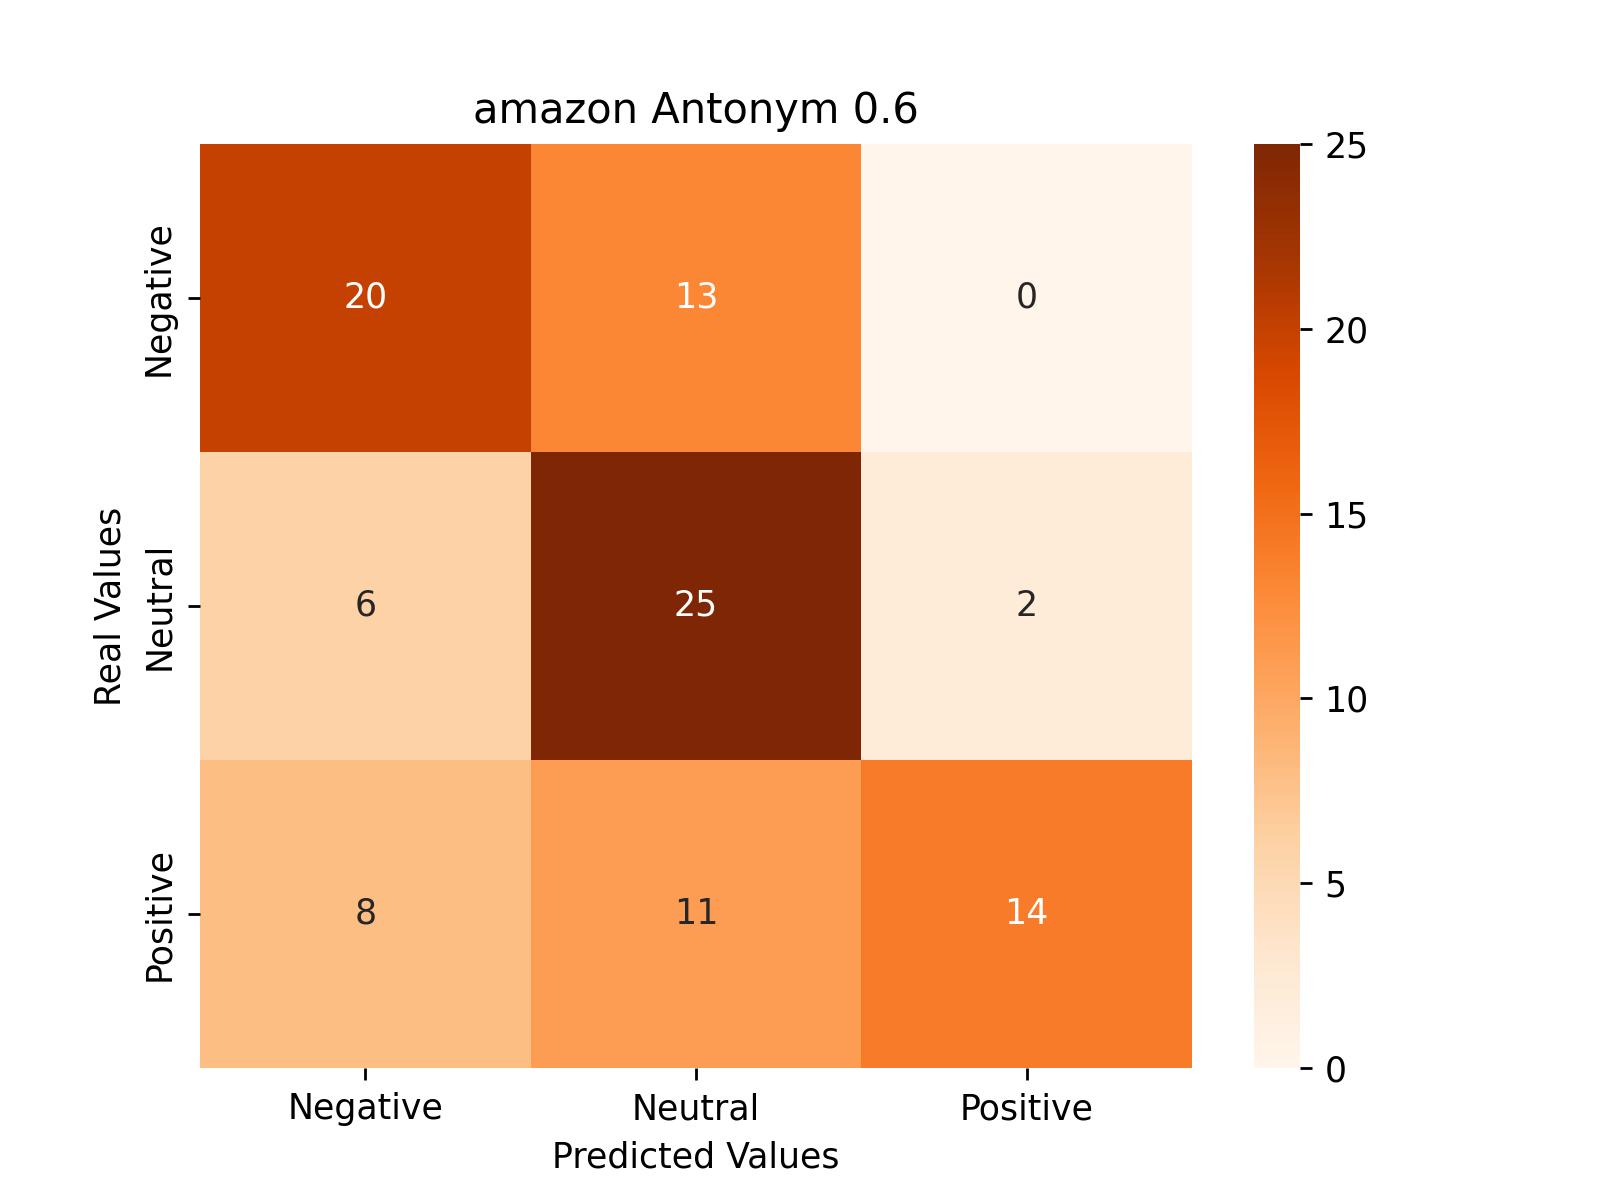 amazon Antonym 0.6
Real Values
Negative
20 13 0
Neutral
6 25 2
Positive
8 11 14
Negative Neutral Positive
Predicted Values
25
20
15
10
5
0